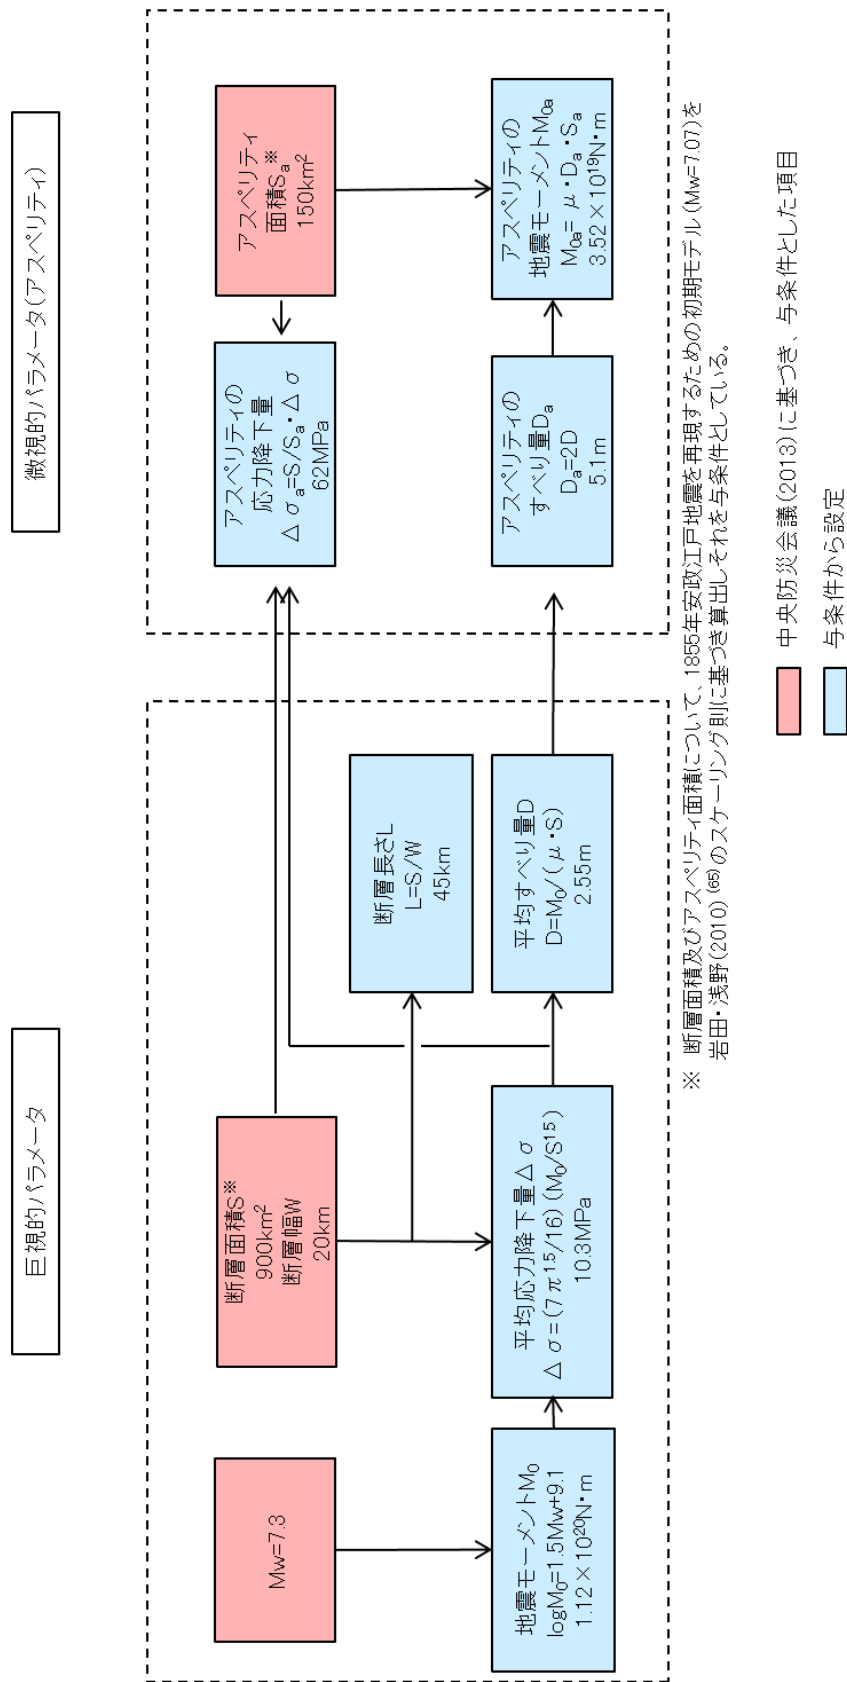 巨視的パラメータ
微視的パラメータ(アスペリティ)
Mw=7.3
断層面積S※
900km²
断層幅W
20km
アスペリティの
応力降下量
Δσa=S/Sa・Δσ
62MPa
アスペリティ
面積Sa※
150km²
断層長さL
L=S/W
45km
地震モーメントM₀
logM₀=1.5Mw+9.1
1.12×10²⁰N・m
平均応力降下量Δσ
Δσ=(7π¹·⁵/16)(M₀/S¹·⁵)
10.3MPa
平均すべり量D
D=M₀/(μ・S)
2.55m
アスペリティの
すべり量Da
Da=2D
5.1m
アスペリティの
地震モーメントM₀a
M₀a=μ・Da・Sa
3.52×10¹⁹N・m
※ 断層面積及びアスペリティ面積について、1855年安政江戸地震を再現するための初期モデル(Mw=7.07)を
岩田・浅野(2010)(65)のスケーリング則に基づき算出しそれを与条件としている。
中央防災会議(2013)に基づき、与条件とした項目
与条件から設定